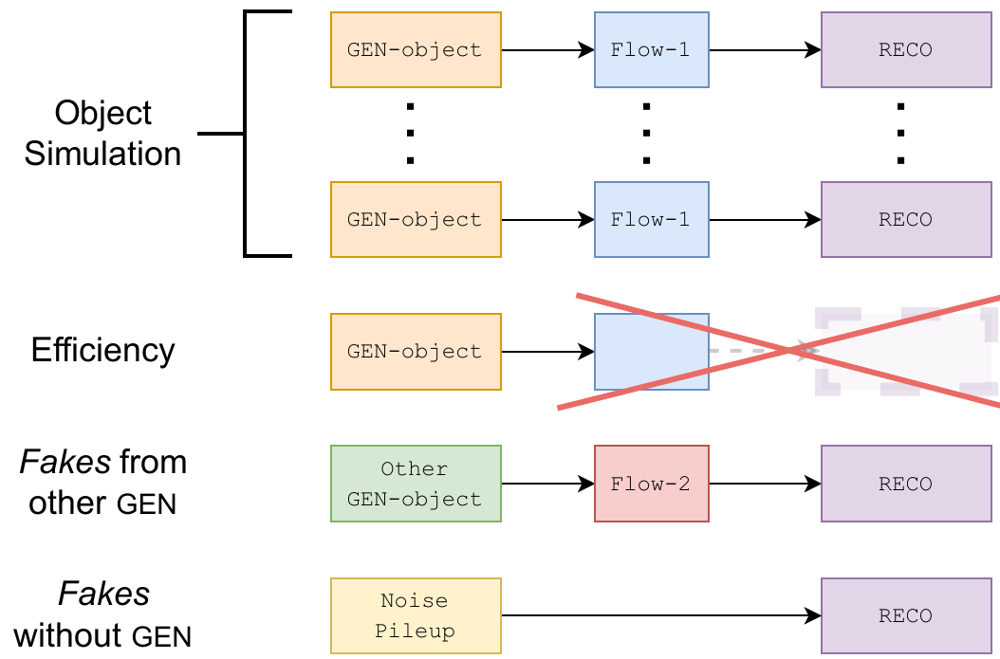 Object
Simulation
GEN-object
Flow-1
RECO
GEN-object
Flow-1
RECO
Efficiency
GEN-object
Fakes from
other GEN
Other
GEN-object
Flow-2
RECO
Fakes
without GEN
Noise
Pileup
RECO